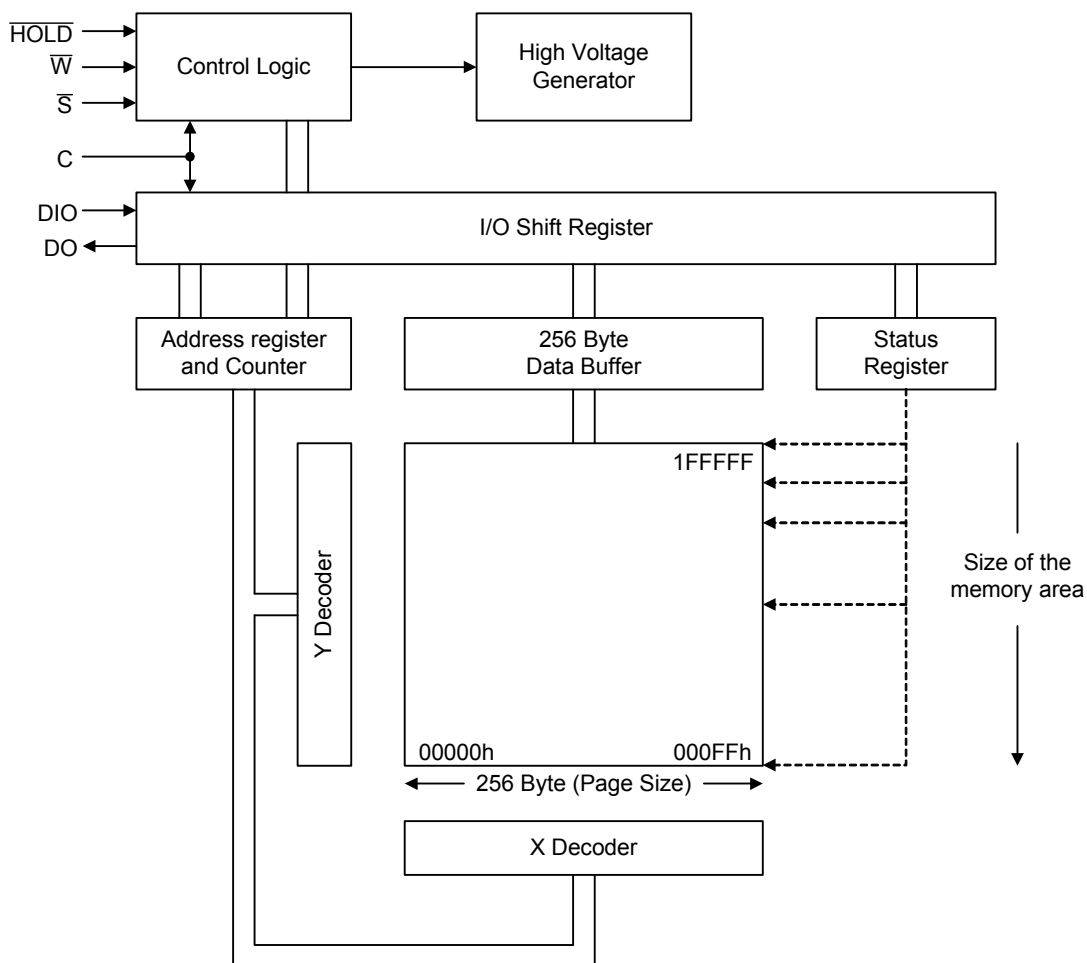 HOLD
W
S
C
DIO
DO
Control Logic
High Voltage
Generator
I/O Shift Register
Address register
and Counter
256 Byte
Data Buffer
Status
Register
1FFFFF
Y Decoder
Size of the
memory area
00000h
000FFh
256 Byte (Page Size)
X Decoder